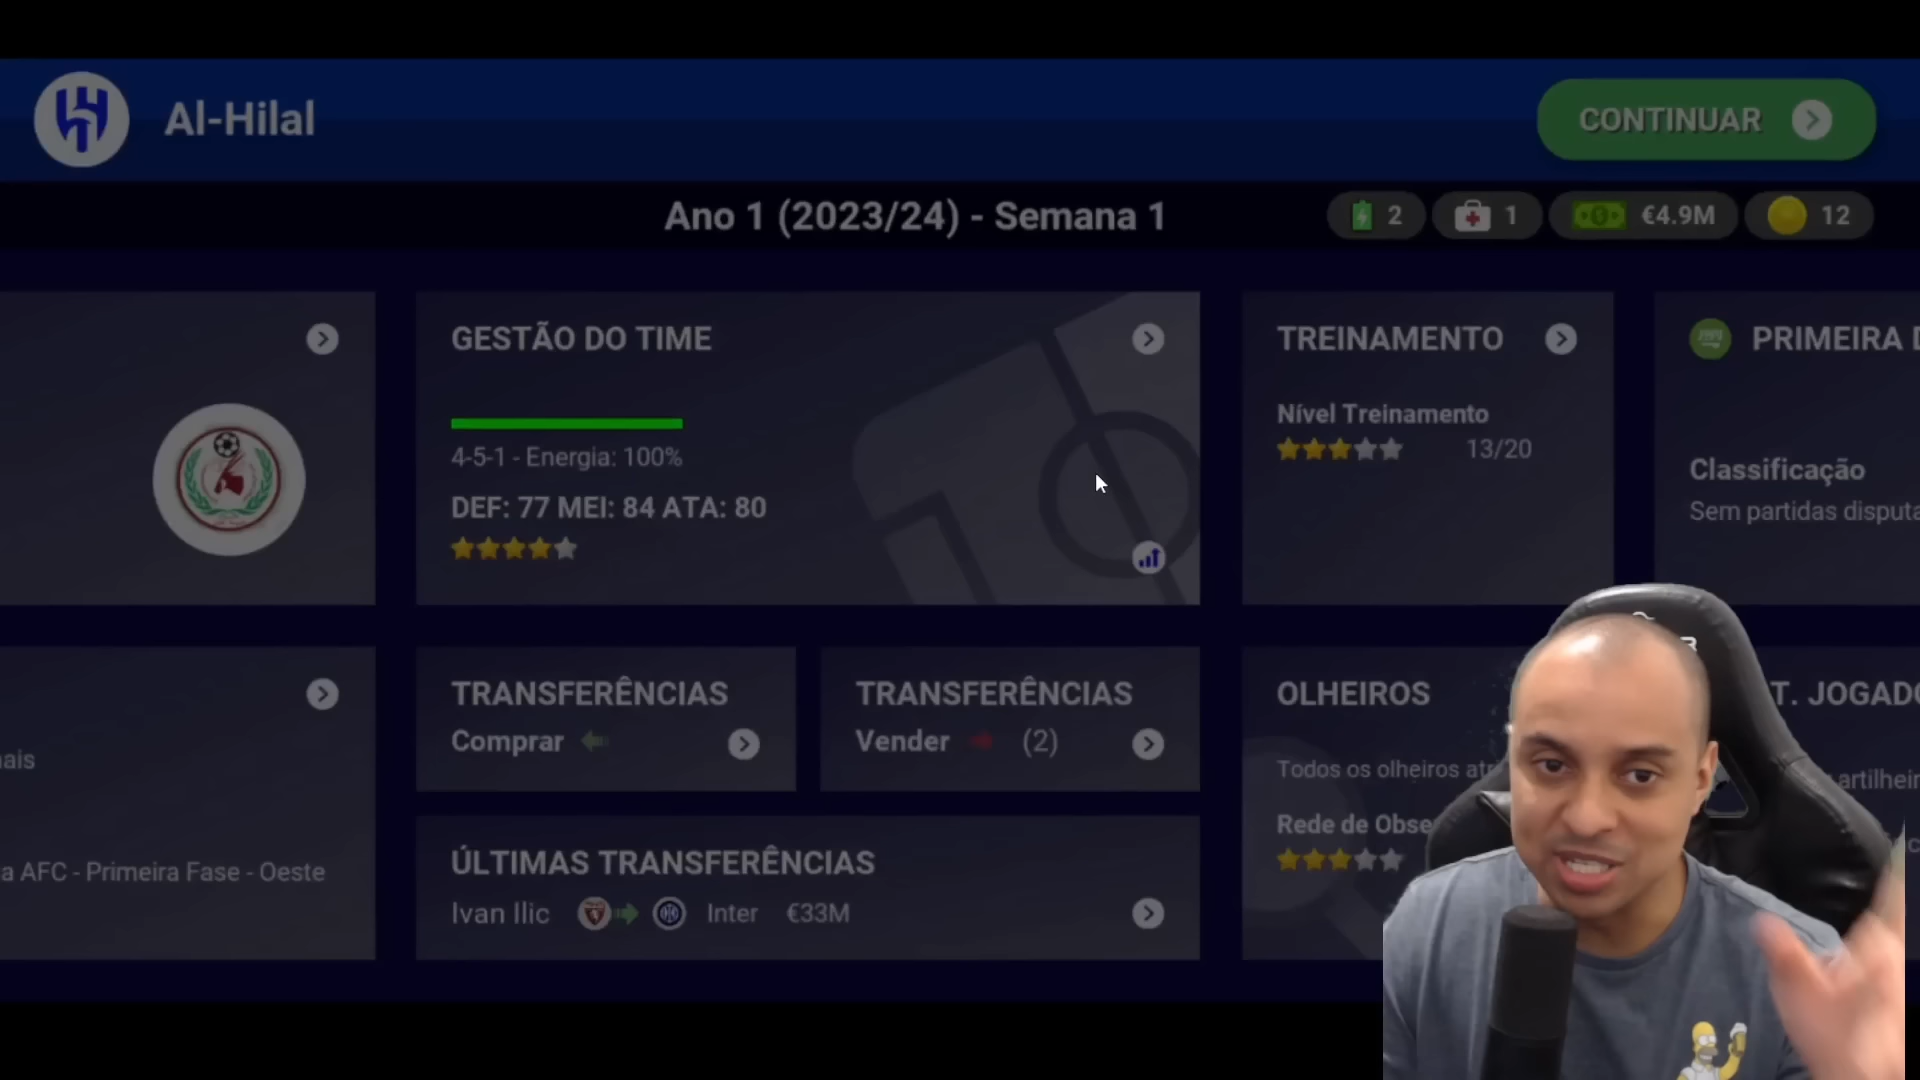 Al-Hilal
CONTINUAR
Ano 1 (2023/24) - Semana 1
2
1
€4.9M
12
GESTÃO DO TIME
4-5-1 - Energia: 100%
DEF: 77 MEI: 84 ATA: 80
TREINAMENTO
Nível Treinamento
13/20
PRIMEIRA D
Classificação
Sem partidas disputa
ais
a AFC - Primeira Fase - Oeste
TRANSFERÊNCIAS
Comprar
TRANSFERÊNCIAS
Vender (2)
ÚLTIMAS TRANSFERÊNCIAS
Ivan Ilic Inter €33M
OLHEIROS
Todos os olheiros atr
Rede de Obse
T. JOGADO
artilheir